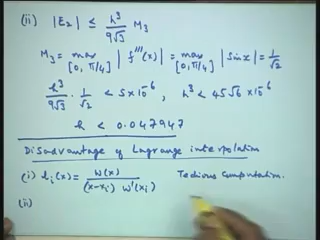 (ii) |E₂| ≤ h³/(9√3) M₃
M₃ = max [0, π/4] |f'''(x)| = max [0, π/4] |sin x| = 1/√2
h³/(9√3) · 1/√2 < 5×10⁻⁶, h³ < 45√6 ×10⁻⁶
h < 0.047947
Disadvantage of Lagrange interpolation
(i) lᵢ(x) = w(x)/((x-xᵢ) w'(xᵢ)) Tedious Computation.
(ii)